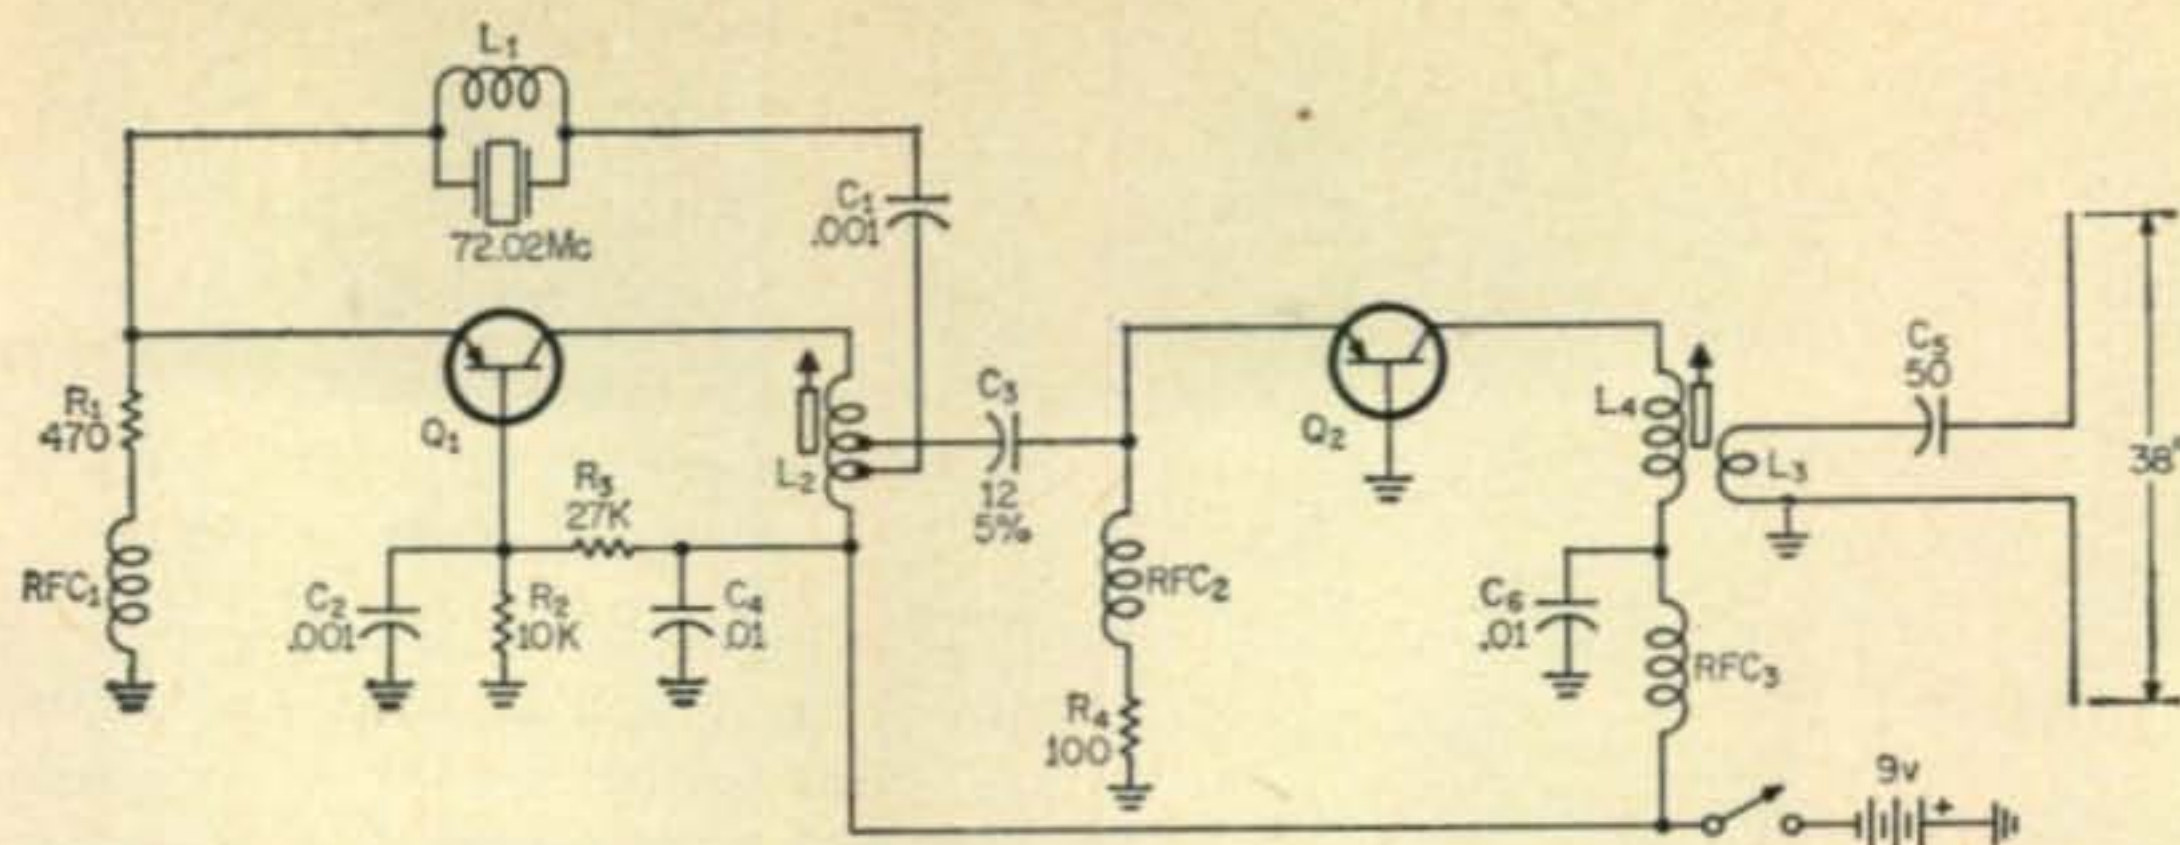 L1
72.02Mc
C1
.001
R1
470
Q1
L2
C3
12
5%
Q2
L4
L3
C5
50
38"
RFC1
C2
.001
R2
10K
R3
27K
C4
.01
RFC2
R4
100
C6
.01
RFC3
9v
+